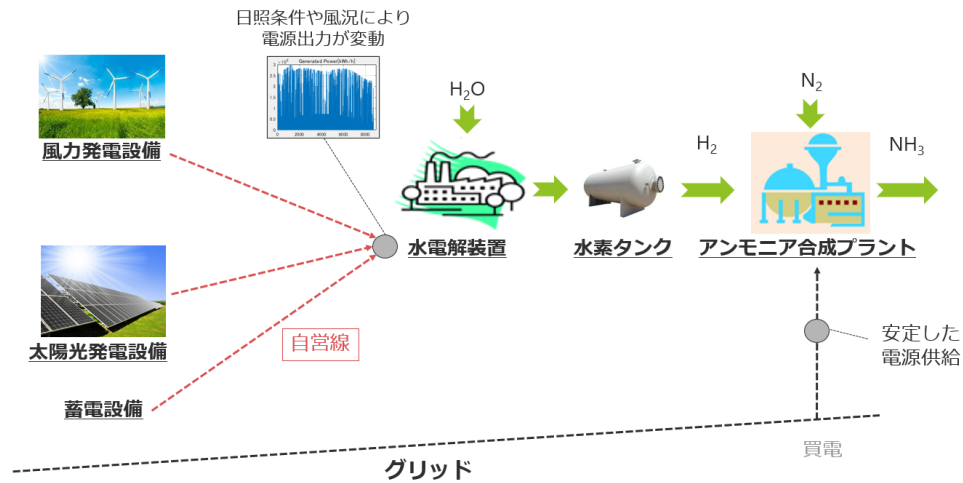 日照条件や風況により
電源出力が変動
Generated Power[kWh/h]
風力発電設備
H₂O
N₂
H₂
NH₃
水電解装置
水素タンク
アンモニア合成プラント
太陽光発電設備
自営線
安定した
電源供給
蓄電設備
買電
グリッド